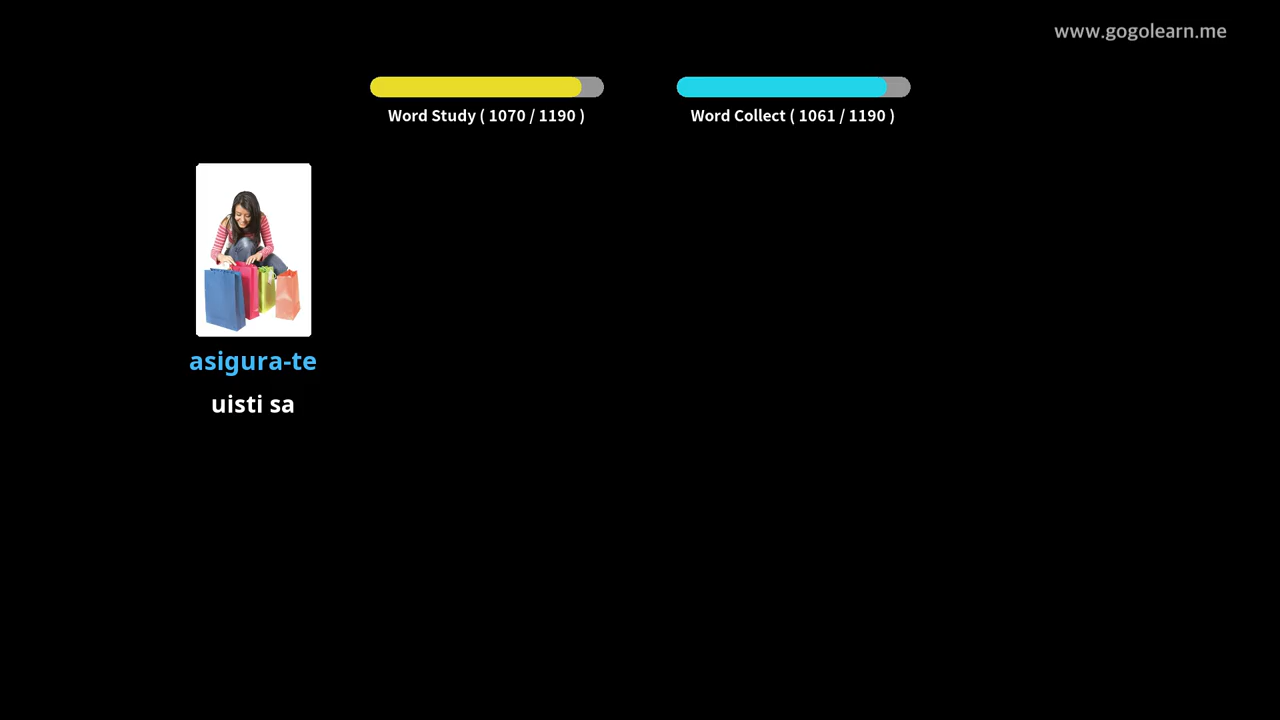 www.gogolearn.me
Word Study ( 1070 / 1190 )
Word Collect ( 1061 / 1190 )
asigura-te
uisti sa